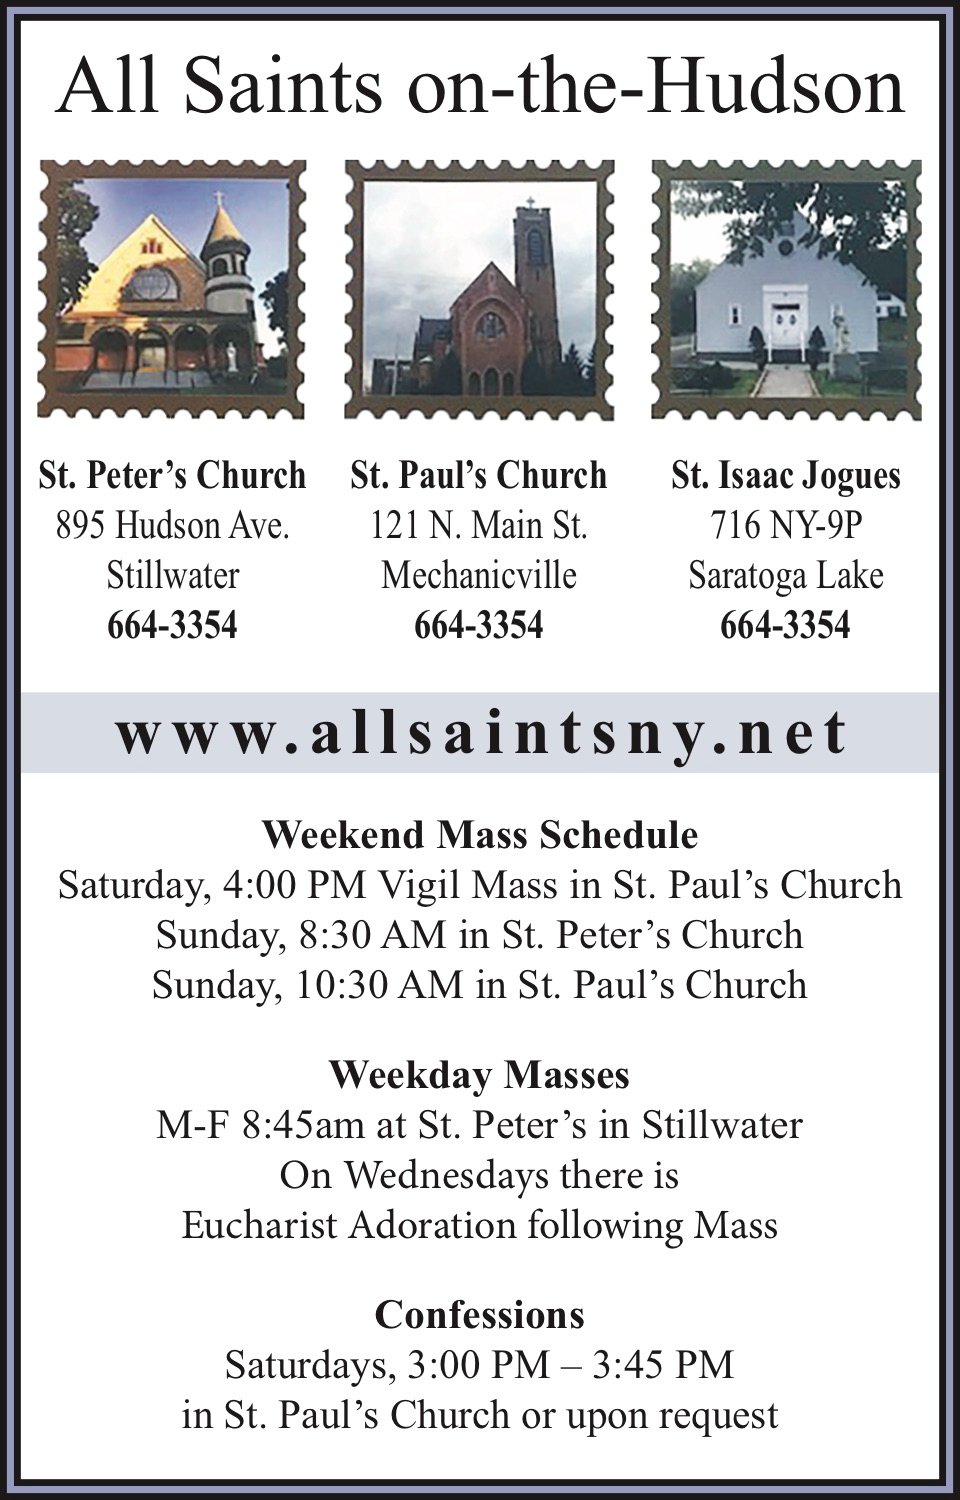 All Saints on-the-Hudson
St. Peter’s Church
895 Hudson Ave.
Stillwater
664-3354
St. Paul’s Church
121 N. Main St.
Mechanicville
664-3354
St. Isaac Jogues
716 NY-9P
Saratoga Lake
664-3354
www.allsaintsny.net
Weekend Mass Schedule
Saturday, 4:00 PM Vigil Mass in St. Paul’s Church
Sunday, 8:30 AM in St. Peter’s Church
Sunday, 10:30 AM in St. Paul’s Church
Weekday Masses
M-F 8:45am at St. Peter’s in Stillwater
On Wednesdays there is
Eucharist Adoration following Mass
Confessions
Saturdays, 3:00 PM – 3:45 PM
in St. Paul’s Church or upon request